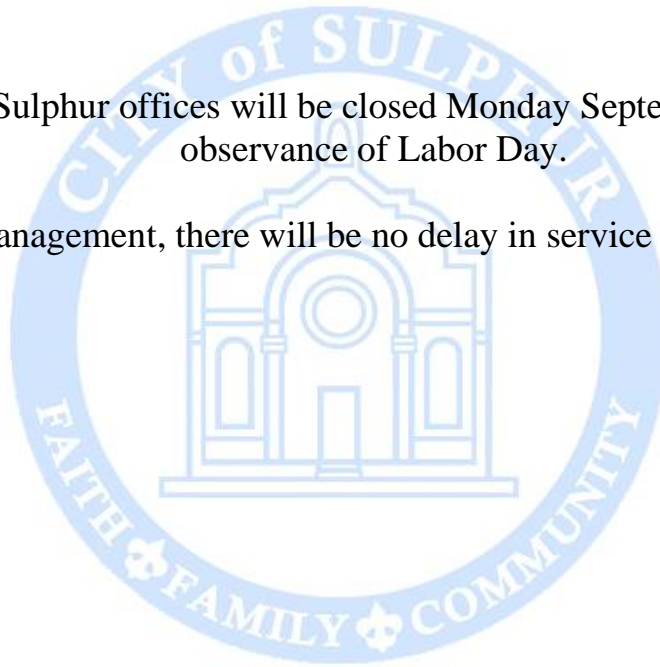 CITY of SULPHUR
Sulphur offices will be closed Monday Septe
observance of Labor Day.
anagement, there will be no delay in service
FAITH FAMILY COMMUNITY